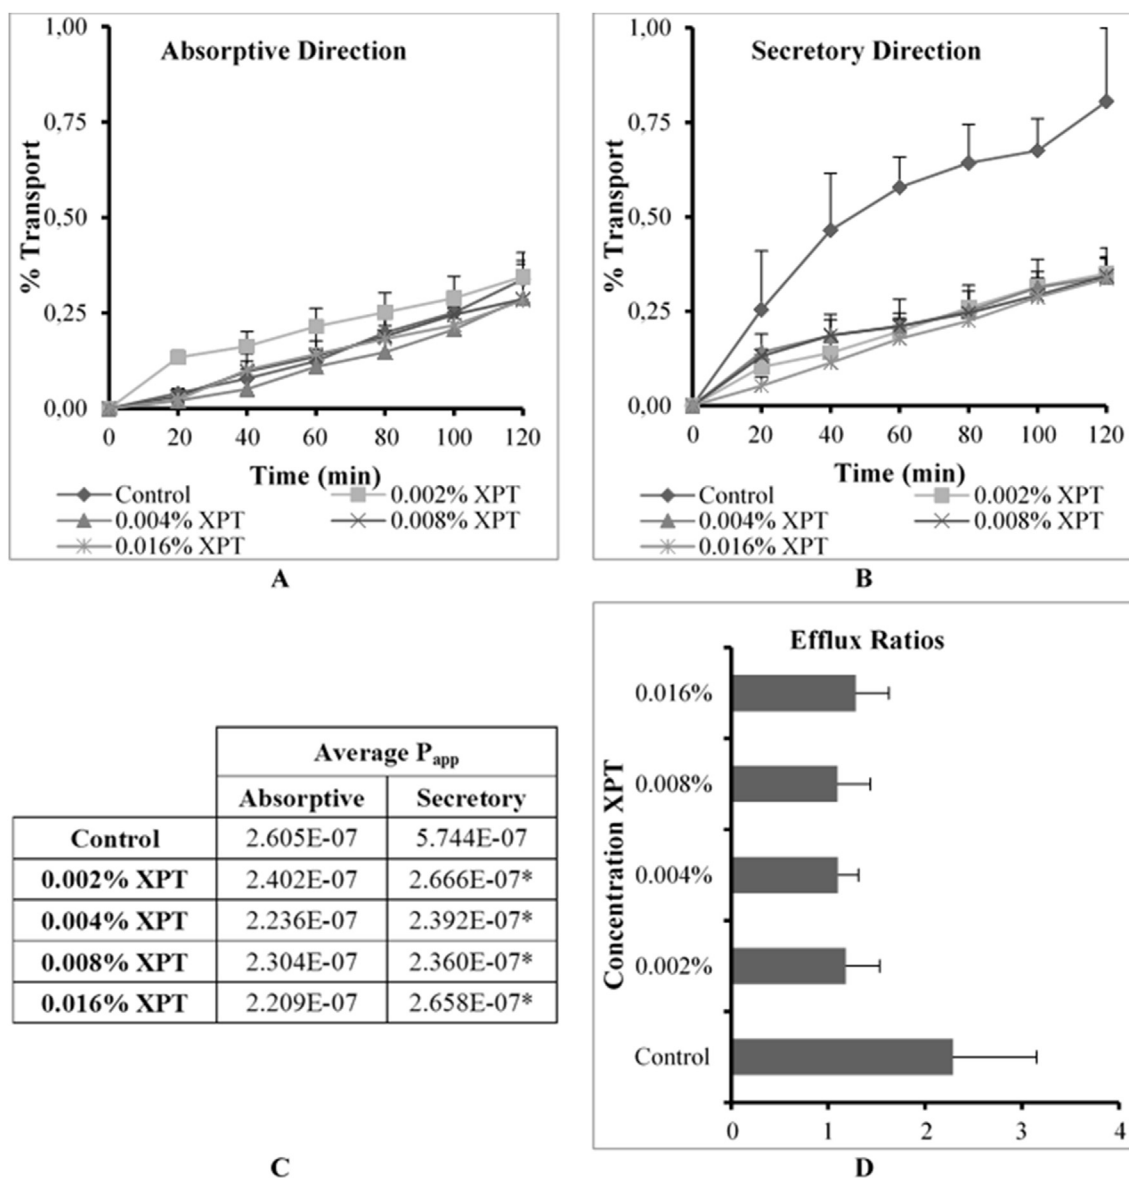 Absorptive Direction
1,00
0,75
0,50
0,25
0,00
% Transport
0 20 40 60 80 100 120
Time (min)
Control 0.002% XPT
0.004% XPT 0.008% XPT
0.016% XPT
A
Secretory Direction
1,00
0,75
0,50
0,25
0,00
% Transport
0 20 40 60 80 100 120
Time (min)
Control 0.002% XPT
0.004% XPT 0.008% XPT
0.016% XPT
B
Average Papp
Absorptive Secretory
Control 2.605E-07 5.744E-07
0.002% XPT 2.402E-07 2.666E-07*
0.004% XPT 2.236E-07 2.392E-07*
0.008% XPT 2.304E-07 2.360E-07*
0.016% XPT 2.209E-07 2.658E-07*
C
Efflux Ratios
Concentration XPT
0.016%
0.008%
0.004%
0.002%
Control
0 1 2 3 4
D